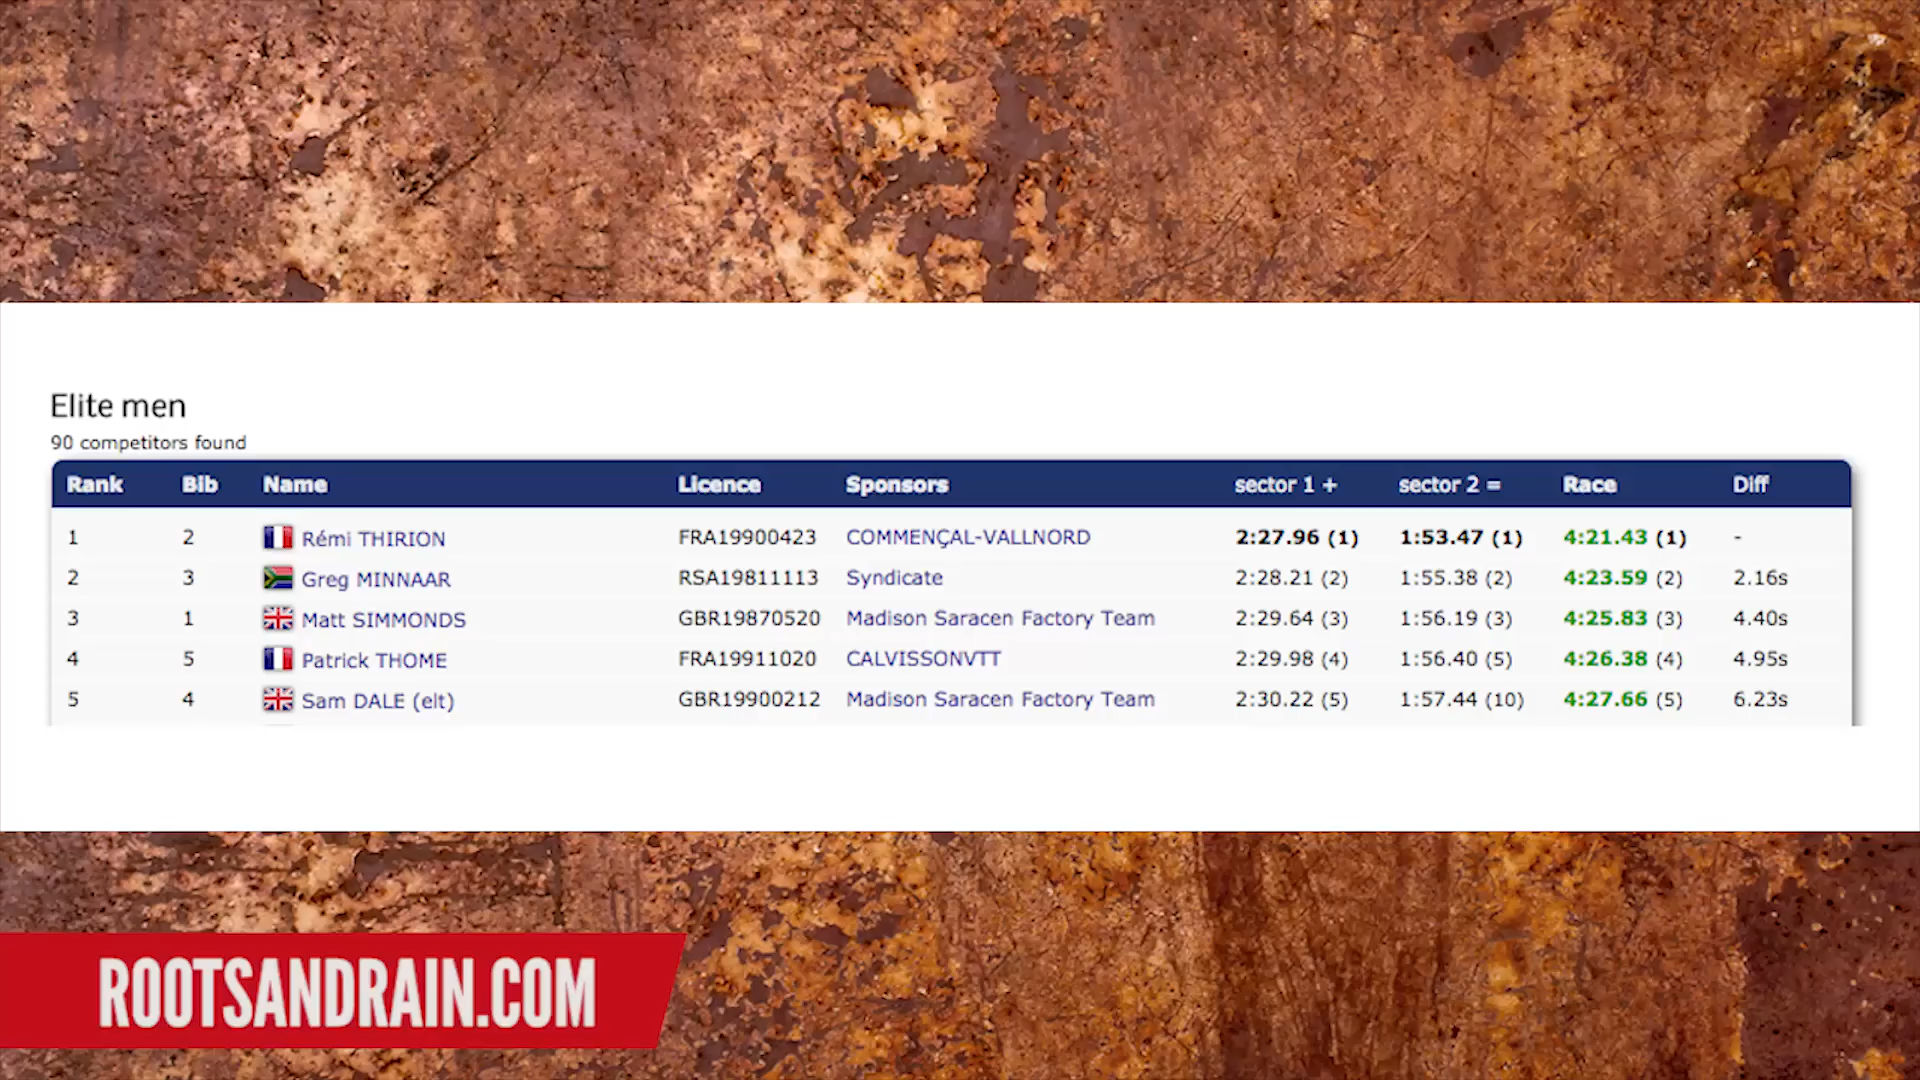 Elite men
90 competitors found
Rank Bib Name Licence Sponsors sector 1 + sector 2 = Race Diff
1 2 Rémi THIRION FRA19900423 COMMENÇAL-VALLNORD 2:27.96 (1) 1:53.47 (1) 4:21.43 (1) -
2 3 Greg MINNAAR RSA19811113 Syndicate 2:28.21 (2) 1:55.38 (2) 4:23.59 (2) 2.16s
3 1 Matt SIMMONDS GBR19870520 Madison Saracen Factory Team 2:29.64 (3) 1:56.19 (3) 4:25.83 (3) 4.40s
4 5 Patrick THOME FRA19911020 CALVISSONVTT 2:29.98 (4) 1:56.40 (5) 4:26.38 (4) 4.95s
5 4 Sam DALE (elt) GBR19900212 Madison Saracen Factory Team 2:30.22 (5) 1:57.44 (10) 4:27.66 (5) 6.23s
ROOTSANDRAIN.COM